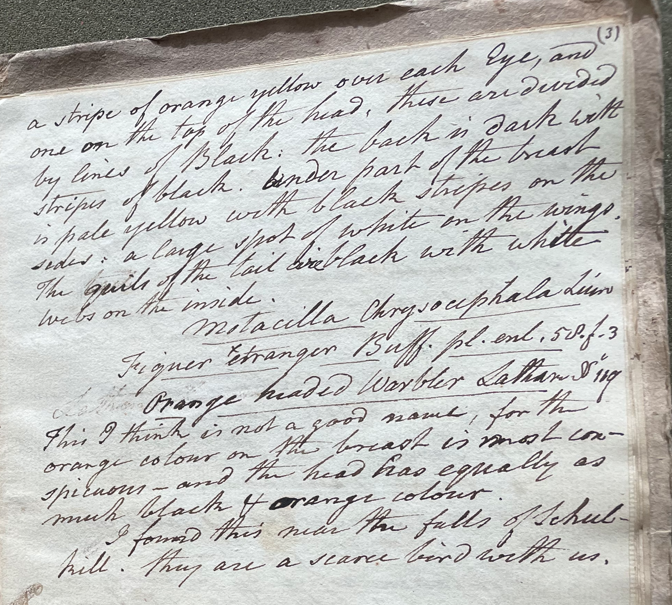 (3)
a stripe of orange yellow over each Eye, and
one on the top of the head, these are divided
by lines of Black: the back is dark with
stripes of black. Under part of the breast
is pale yellow with black stripes on the
sides: a large spot of white on the wings.
The quils of the tail are black with white
webs on the inside.
Motacilla Chrysocephala Linn
Figuer Etranger Buff. pl. enl. 58. f. 3
Orange headed Warbler Latham
This I think is not a good name, for the
orange colour on the breast is most con-
spicuous - and the head has equally as
much black & orange colour.
I found this near the falls of Schul-
kill. they are a scarce bird with us.